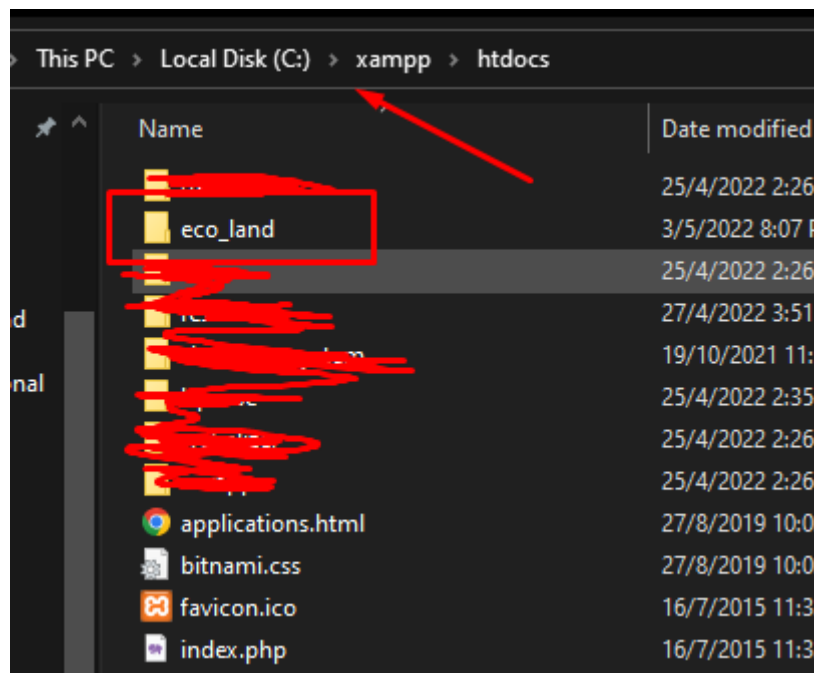 This PC > Local Disk (C:) > xampp > htdocs
Name Date modified
25/4/2022 2:26
eco_land 3/5/2022 8:07
25/4/2022 2:26
d 27/4/2022 3:51
19/10/2021 11:
nal 25/4/2022 2:35
25/4/2022 2:26
25/4/2022 2:26
applications.html 27/8/2019 10:0
bitnami.css 27/8/2019 10:0
favicon.ico 16/7/2015 11:3
index.php 16/7/2015 11:3